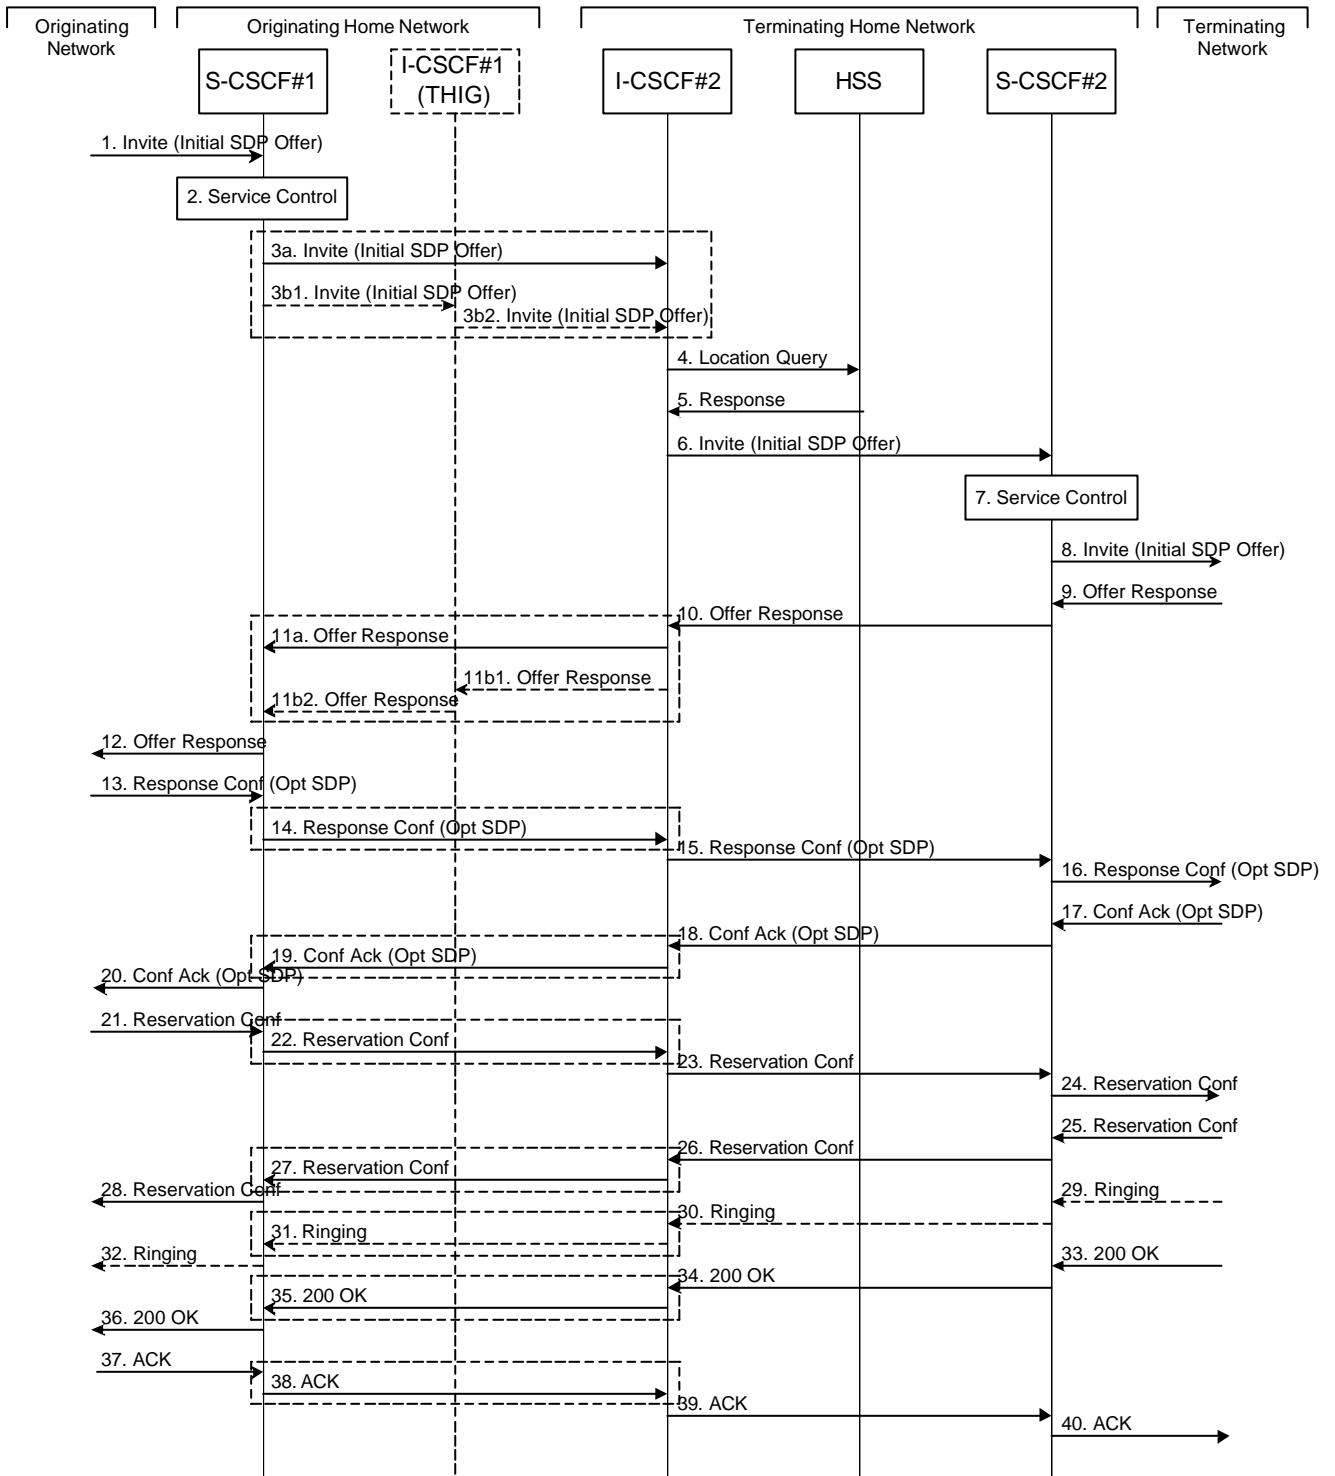 Originating
Network
Originating Home Network
Terminating Home Network
Terminating
Network
S-CSCF#1
I-CSCF#1
(THIG)
I-CSCF#2
HSS
S-CSCF#2
1. Invite (Initial SDP Offer)
2. Service Control
3a. Invite (Initial SDP Offer)
3b1. Invite (Initial SDP Offer)
3b2. Invite (Initial SDP Offer)
4. Location Query
5. Response
6. Invite (Initial SDP Offer)
7. Service Control
8. Invite (Initial SDP Offer)
9. Offer Response
10. Offer Response
11a. Offer Response
11b1. Offer Response
11b2. Offer Response
12. Offer Response
13. Response Conf (Opt SDP)
14. Response Conf (Opt SDP)
15. Response Conf (Opt SDP)
16. Response Conf (Opt SDP)
17. Conf Ack (Opt SDP)
18. Conf Ack (Opt SDP)
19. Conf Ack (Opt SDP)
20. Conf Ack (Opt SDP)
21. Reservation Conf
22. Reservation Conf
23. Reservation Conf
24. Reservation Conf
25. Reservation Conf
26. Reservation Conf
27. Reservation Conf
28. Reservation Conf
29. Ringing
30. Ringing
31. Ringing
32. Ringing
33. 200 OK
34. 200 OK
35. 200 OK
36. 200 OK
37. ACK
38. ACK
39. ACK
40. ACK